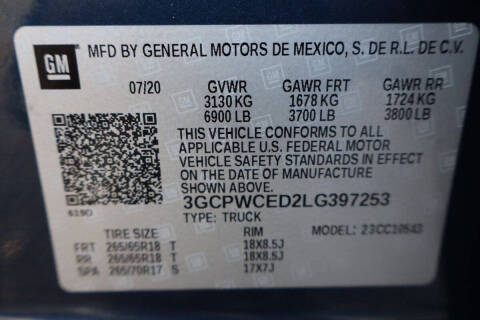 GM
MFD BY GENERAL MOTORS DE MEXICO, S. DE R.L. DE C.V.
07/20 GVWR GAWR FRT GAWR RR
3130 KG 1678 KG 1724 KG
6900 LB 3700 LB 3800 LB
THIS VEHICLE CONFORMS TO ALL
APPLICABLE U.S. FEDERAL MOTOR
VEHICLE SAFETY STANDARDS IN EFFECT
ON THE DATE OF MANUFACTURE
SHOWN ABOVE.
3GCPWCED2LG397253
TYPE: TRUCK
619D
TIRE SIZE RIM MODEL: 23CC10543
FRT 265/65R18 T 18X8.5J
RR 265/65R18 T 18X8.5J
SPA 265/70R17 S 17X7J